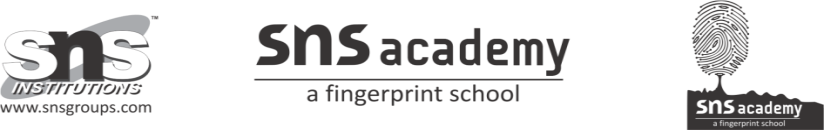 sns
INSTITUTIONS
www.snsgroups.com
sns academy
a fingerprint school
sns academy
a fingerprint school